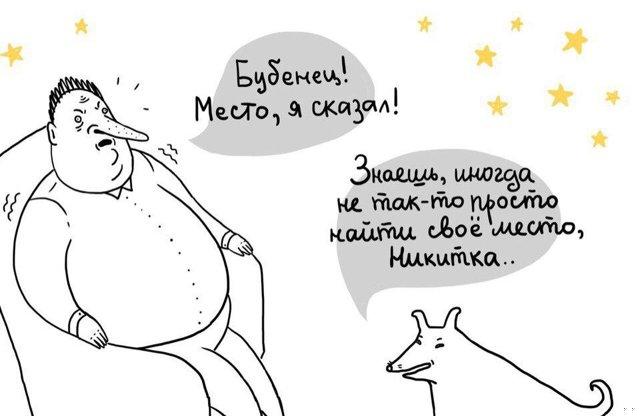 Бубенец!
Место, я сказал!
Знаешь, иногда
не так-то просто
найти своё место,
Никитка..